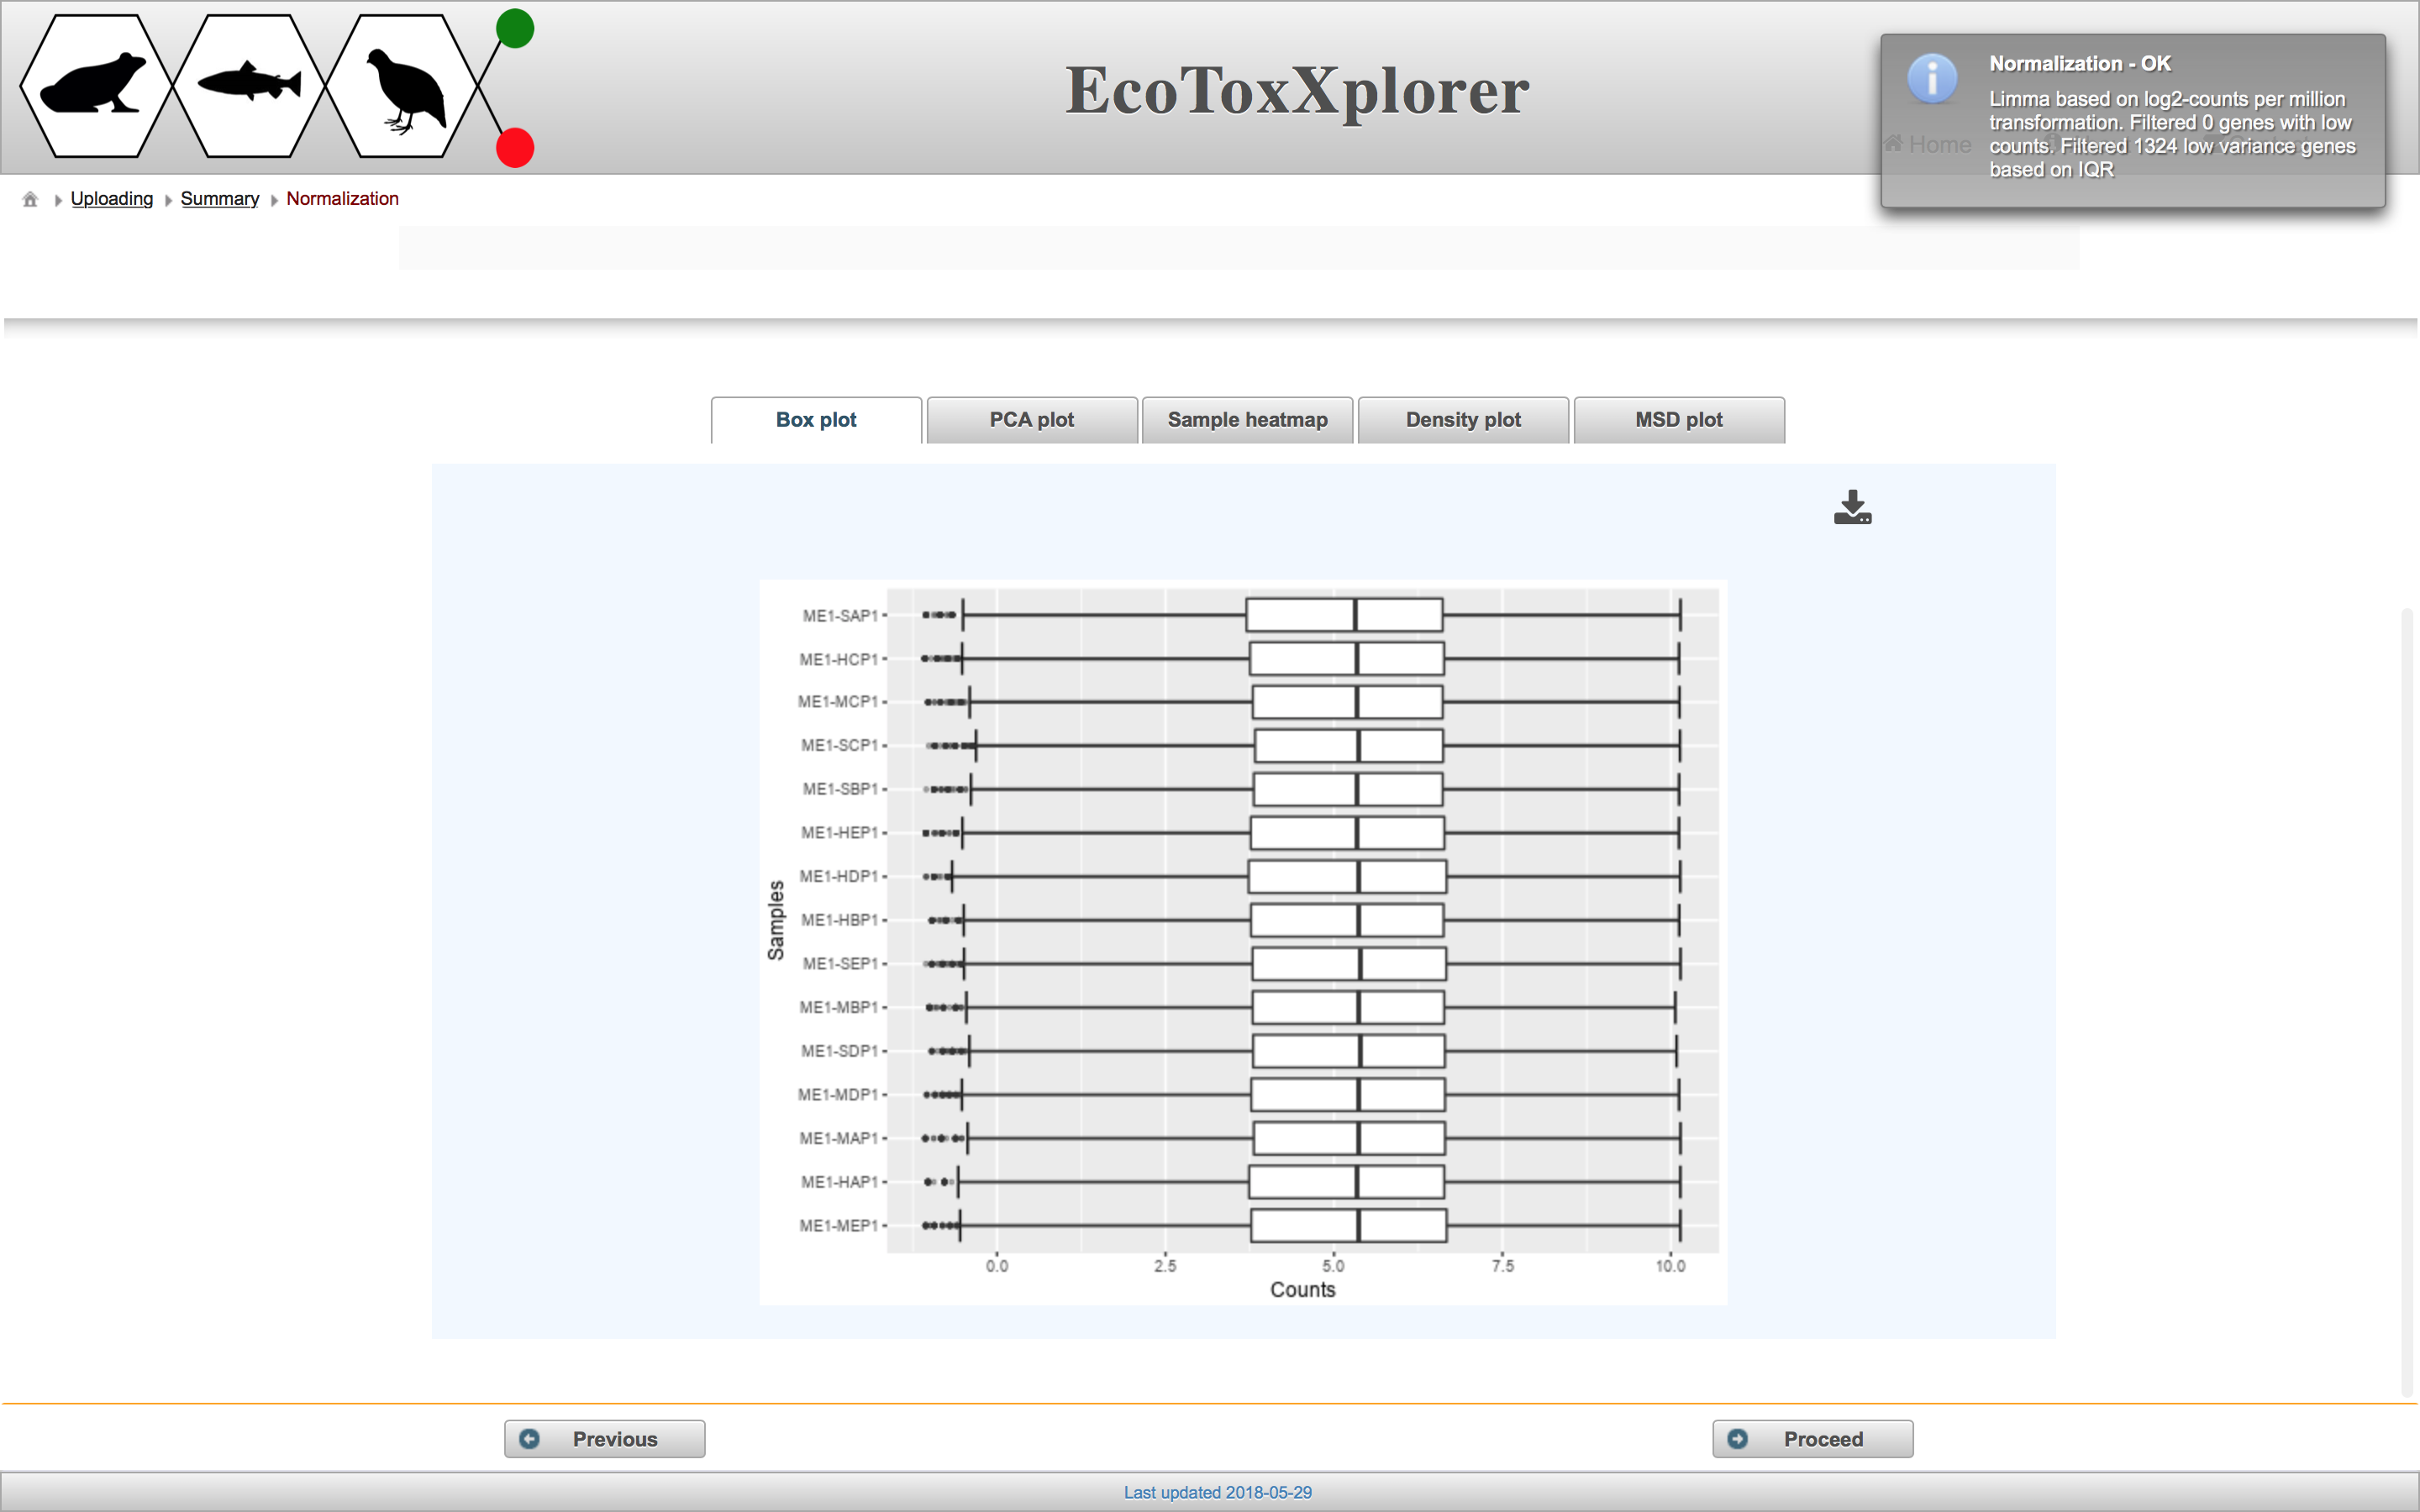 EcoToxXplorer
Normalization - OK
Limma based on log2-counts per million
transformation. Filtered 0 genes with low
counts. Filtered 1324 low variance genes
based on IQR
Home
Uploading
Summary
Normalization
Box plot
PCA plot
Sample heatmap
Density plot
MSD plot
Samples
ME1-SAP1
ME1-HCP1
ME1-MCP1
ME1-SCP1
ME1-SBP1
ME1-HEP1
ME1-HDP1
ME1-HBP1
ME1-SEP1
ME1-MBP1
ME1-SDP1
ME1-MDP1
ME1-MAP1
ME1-HAP1
ME1-MEP1
0.0 2.5 5.0 7.5 10.0
Counts
Previous
Proceed
Last updated 2018-05-29